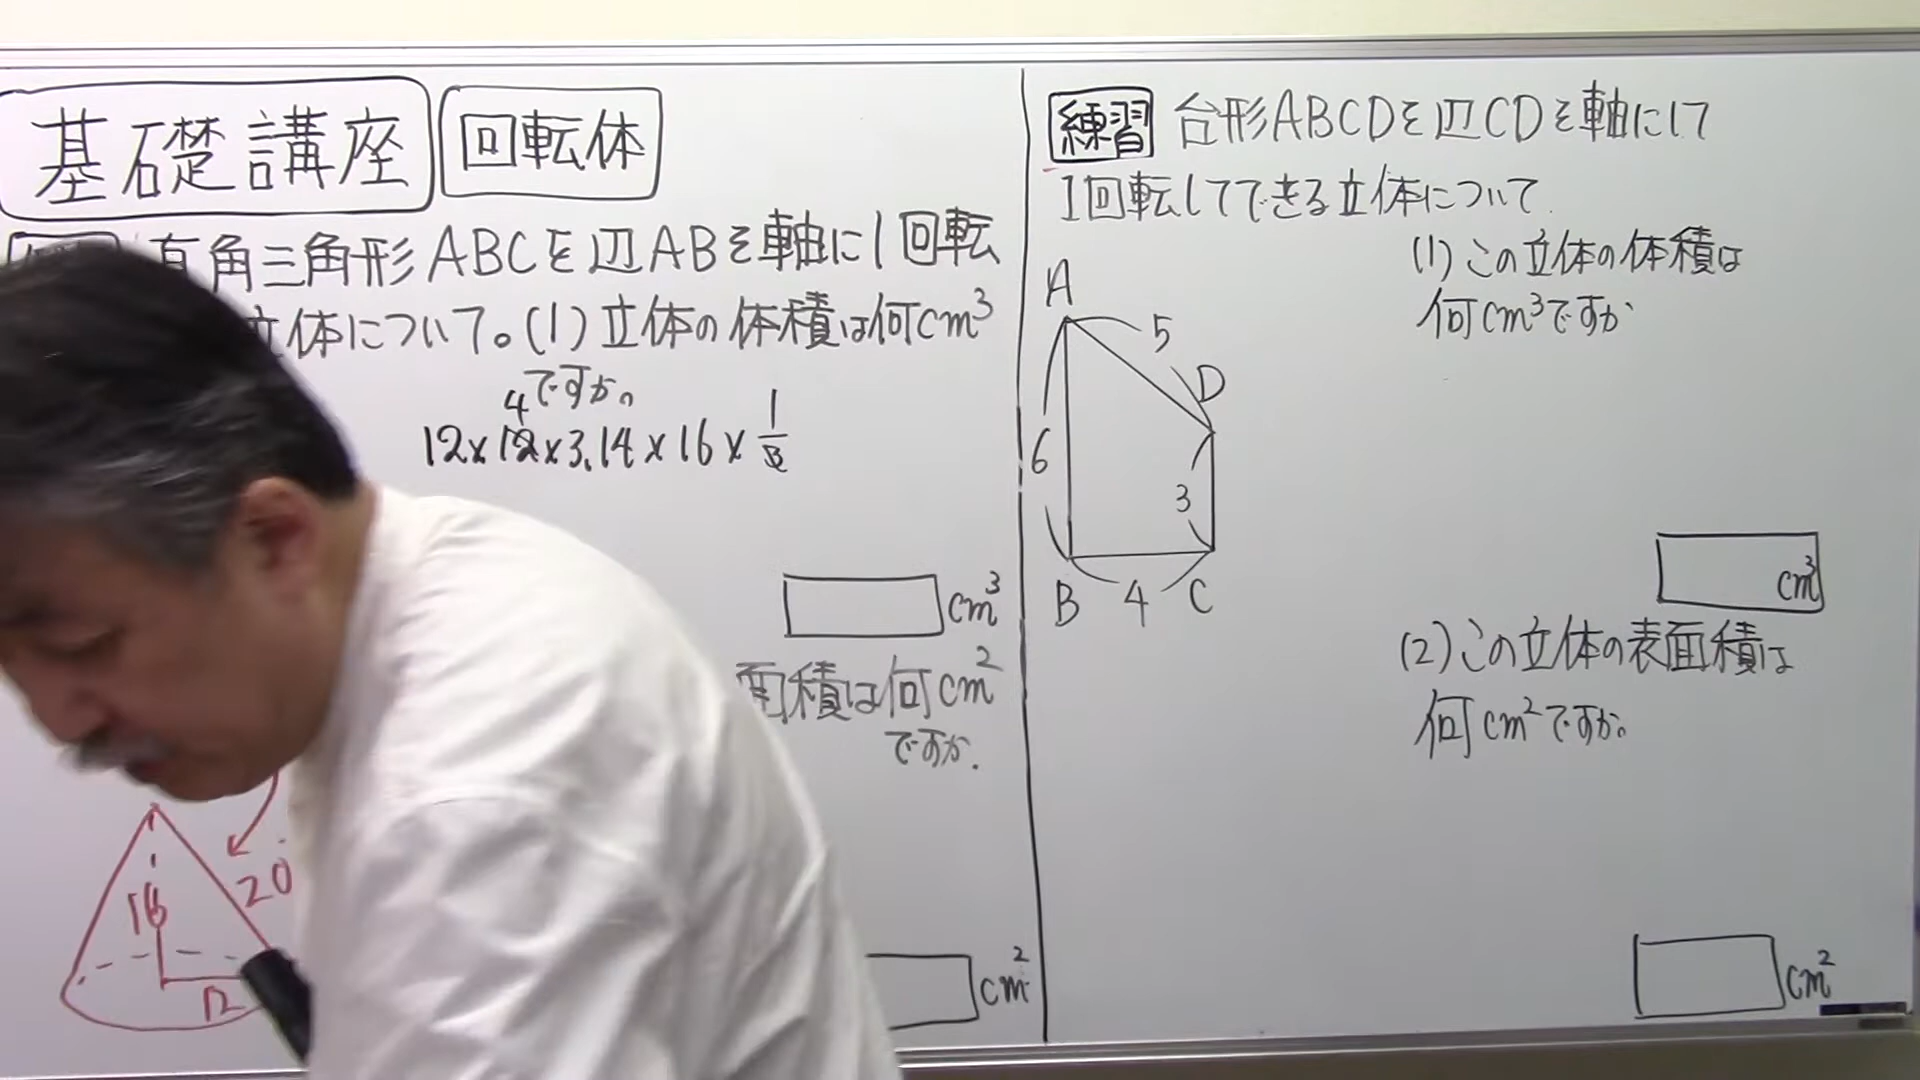 基礎講座 回転体
直角三角形ABCを辺ABを軸に1回転
立体について。(1)立体の体積は何cm³
ですか。
4
12×12×3.14×16×1/3
cm³
面積は何cm²
ですか.
16
20
12
cm²
練習 台形ABCDを辺CDを軸にして
1回転してできる立体について.
(1)この立体の体積は
何cm³ですか
A
5
D
6
3
B 4 C
cm³
(2)この立体の表面積は
何cm²ですか。
cm²